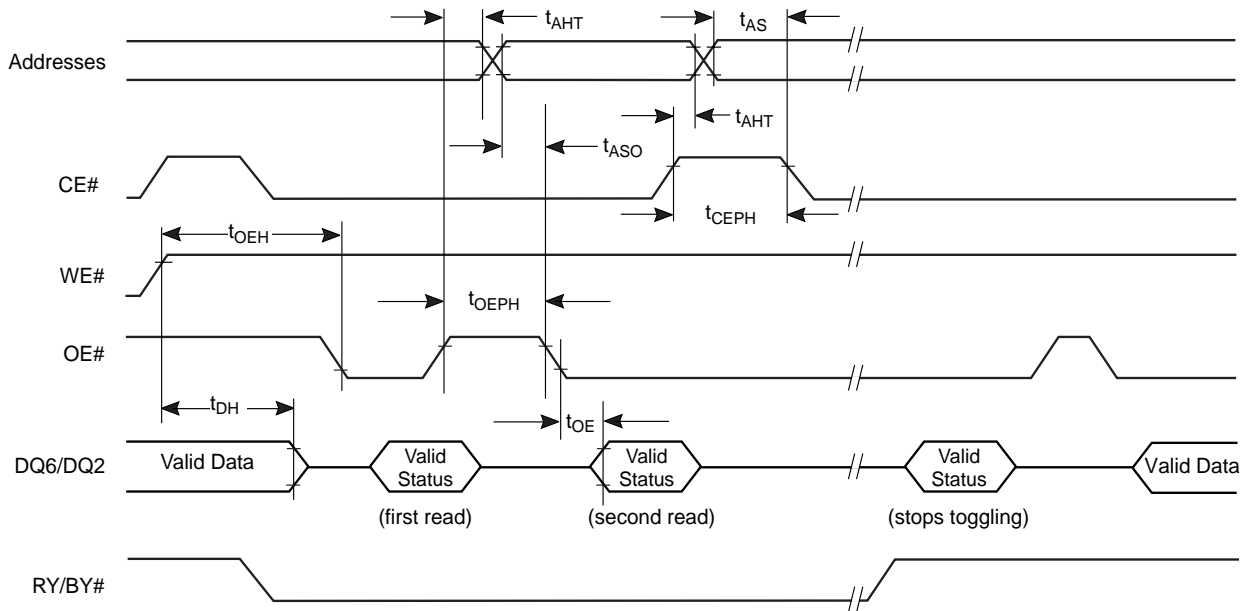 tAHT
tAS
Addresses
tAHT
tASO
CE#
tCEPH
tOEH
WE#
tOEPH
OE#
tDH
tOE
DQ6/DQ2
Valid Data
Valid
Status
Valid
Status
Valid
Status
Valid Data
(first read)
(second read)
(stops toggling)
RY/BY#